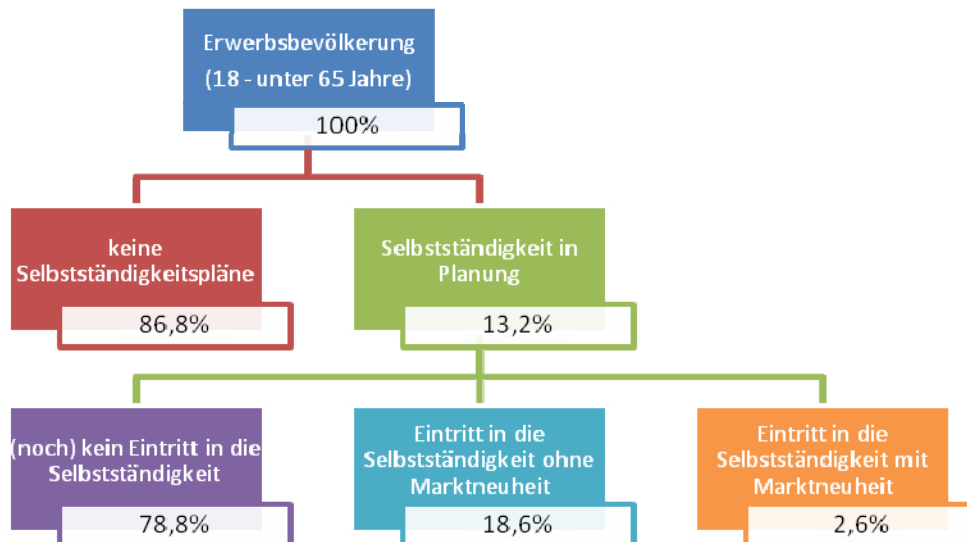 Erwerbsbevölkerung
(18 - unter 65 Jahre)
100%
keine
Selbstständigkeitspläne
86,8%
Selbstständigkeit in
Planung
13,2%
(noch) kein Eintritt in die
Selbstständigkeit
78,8%
Eintritt in die
Selbstständigkeit ohne
Marktneuheit
18,6%
Eintritt in die
Selbstständigkeit mit
Marktneuheit
2,6%